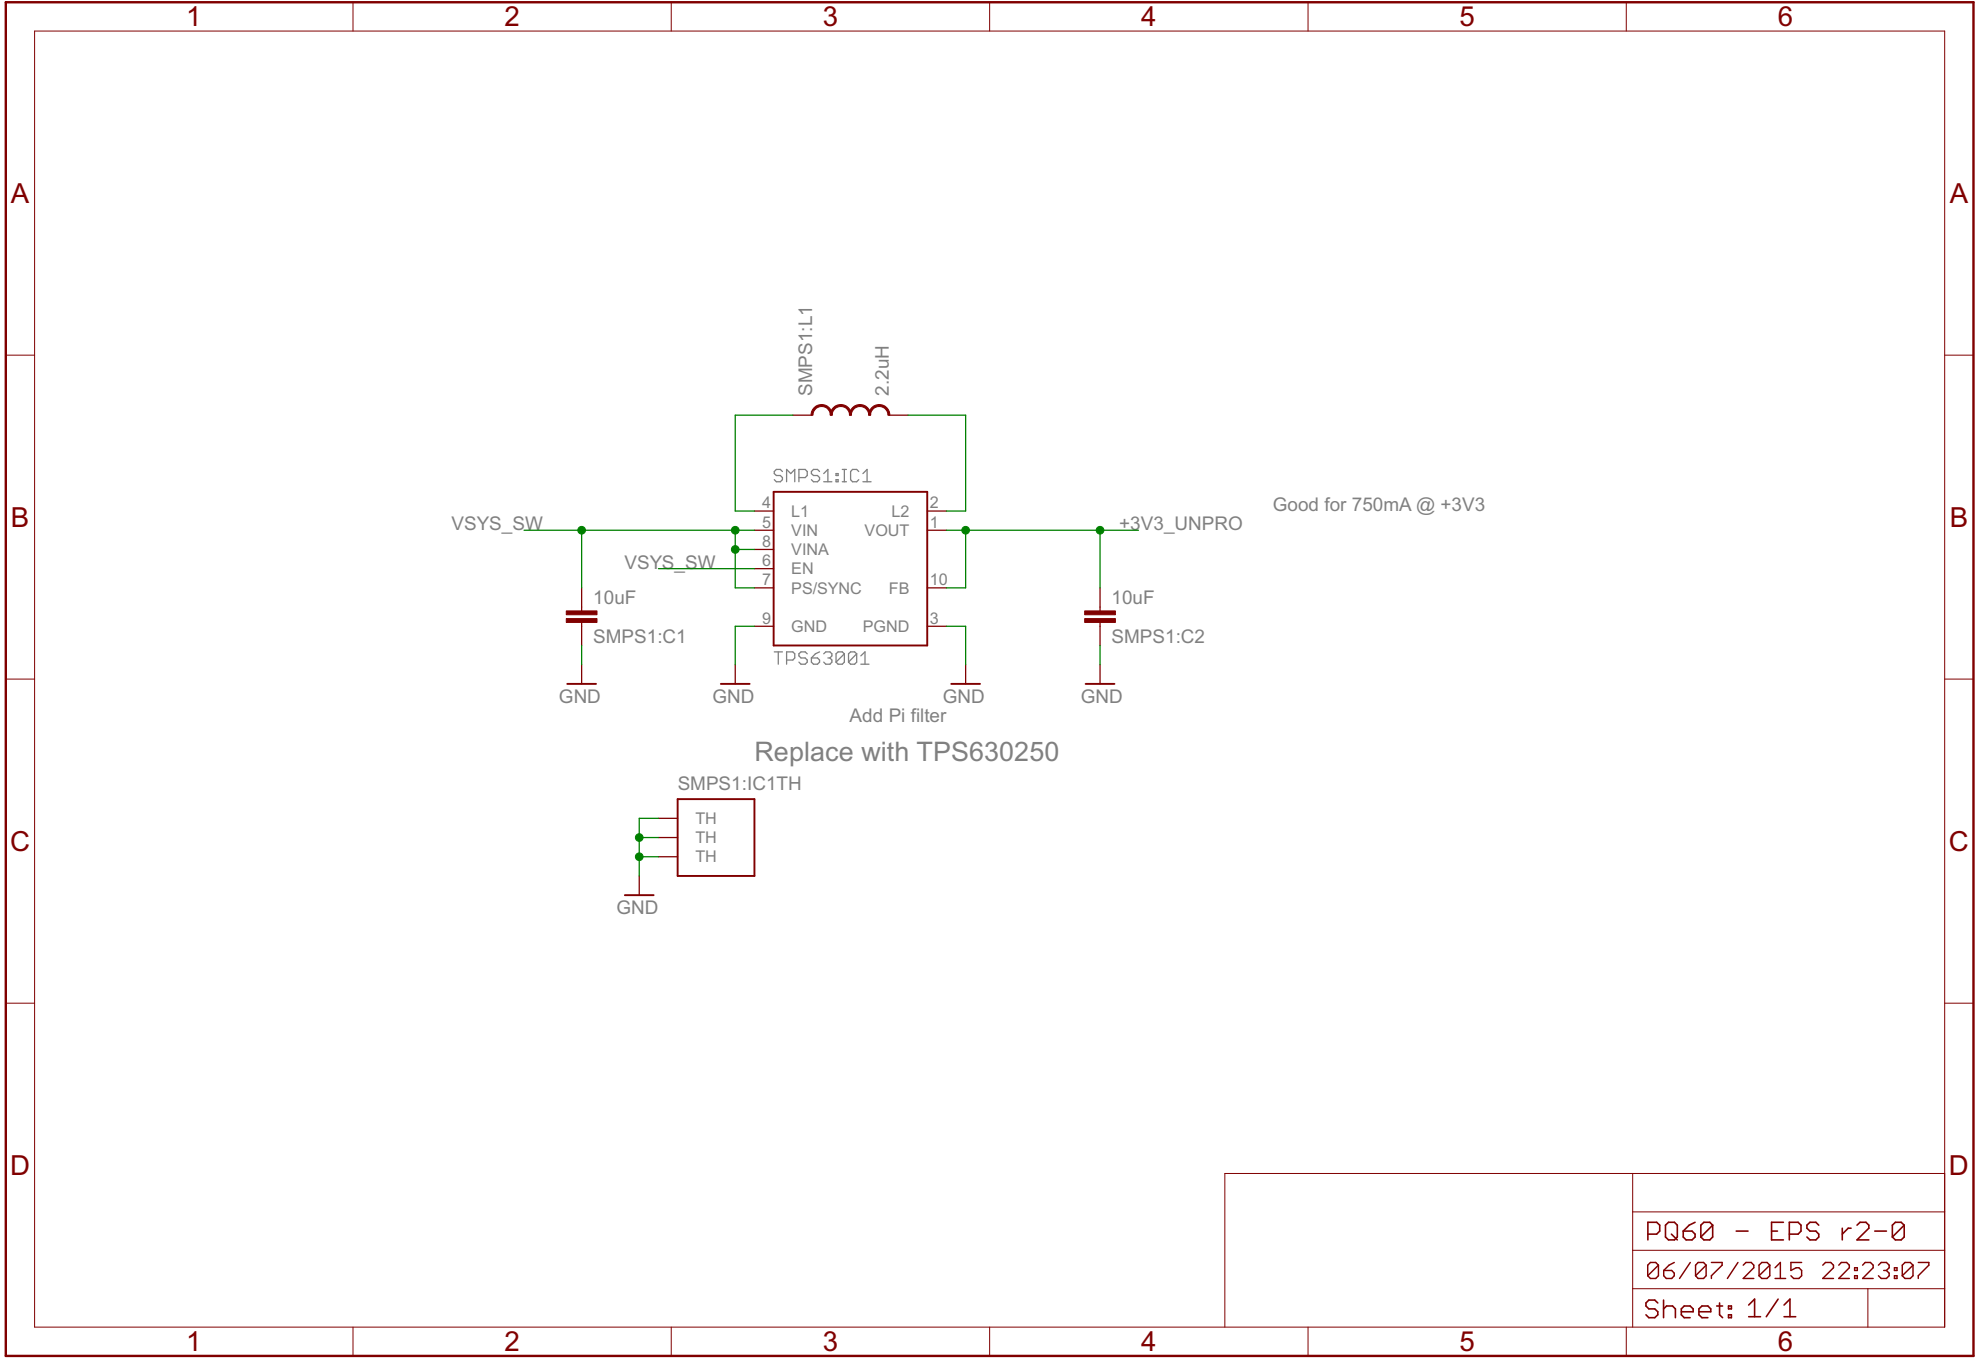 1 2 3 4 5 6
A A
SMPS1:L1
2.2uH
SMPS1:IC1
B B
Good for 750mA @ +3V3
4 L1 L2 2
VSYS_SW 5 VIN VOUT 1 +3V3_UNPRO
8 VINA
VSYS_SW 6 EN
7 PS/SYNC FB 10
10uF 10uF
9 GND PGND 3
SMPS1:C1 SMPS1:C2
TPS63001
GND GND GND GND
Add Pi filter
Replace with TPS630250
SMPS1:IC1TH
TH
TH
TH
C C
GND
D D
PQ60 - EPS r2-0
06/07/2015 22:23:07
Sheet: 1/1
1 2 3 4 5 6